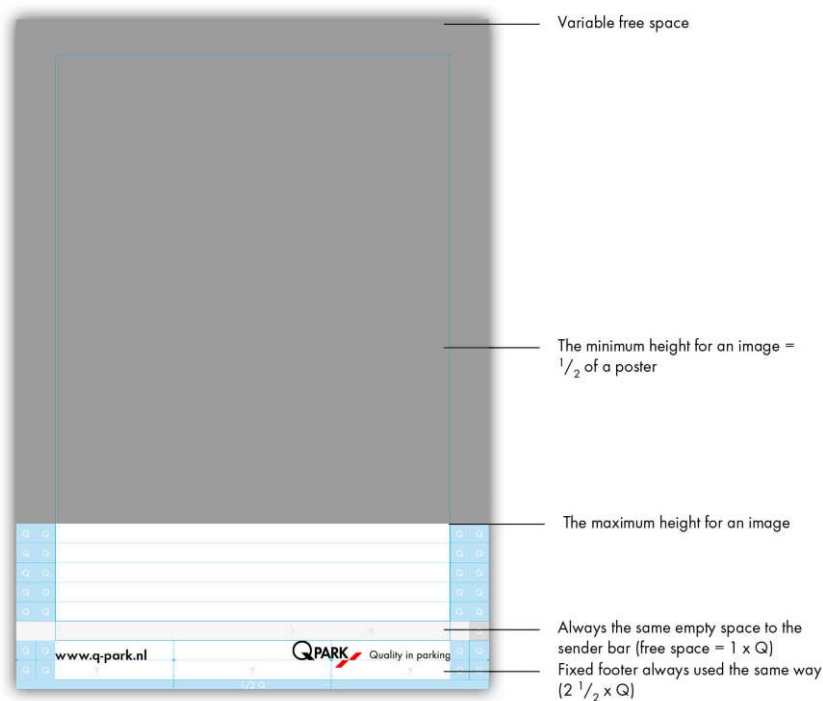 Variable free space
The minimum height for an image =
1/2 of a poster
The maximum height for an image
Q Q Q Q
Q Q Q Q
Q Q Q Q
Q Q Q Q
Q Q Q Q
Always the same empty space to the
sender bar (free space = 1 x Q)
Q Q www.q-park.nl QPARK Quality in parking Q Q
Fixed footer always used the same way
(2 1/2 x Q)
Q Q Q Q
1/2 Q